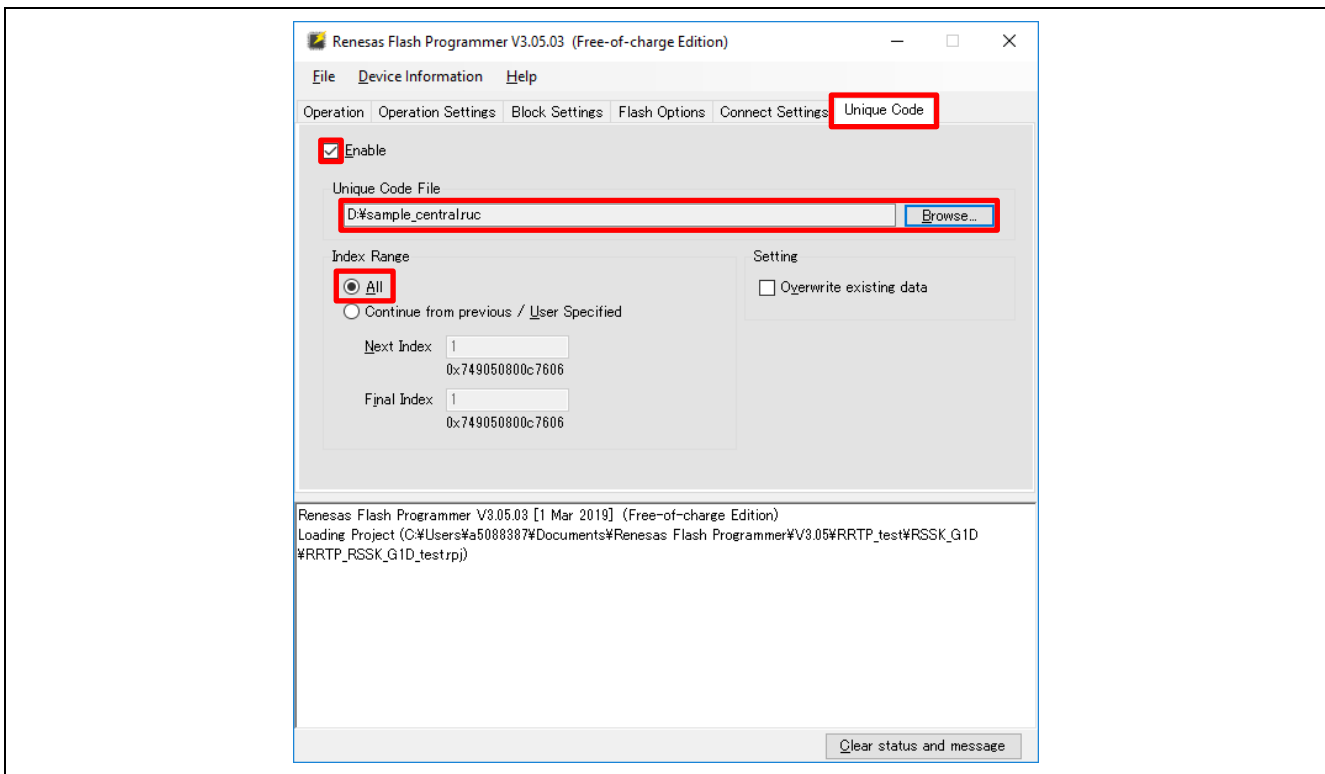 Renesas Flash Programmer V3.05.03 (Free-of-charge Edition)
File Device Information Help
Operation Operation Settings Block Settings Flash Options Connect Settings Unique Code
Enable
Unique Code File
D:¥sample_central.ruc Browse...
Index Range Setting
All Overwrite existing data
Continue from previous / User Specified
Next Index 1
0x749050800c7606
Final Index 1
0x749050800c7606
Renesas Flash Programmer V3.05.03 [1 Mar 2019] (Free-of-charge Edition)
Loading Project (C:¥Users¥a5088387¥Documents¥Renesas Flash Programmer¥V3.05¥RRTP_test¥RSSK_G1D
¥RRTP_RSSK_G1D_test.rpj)
Clear status and message